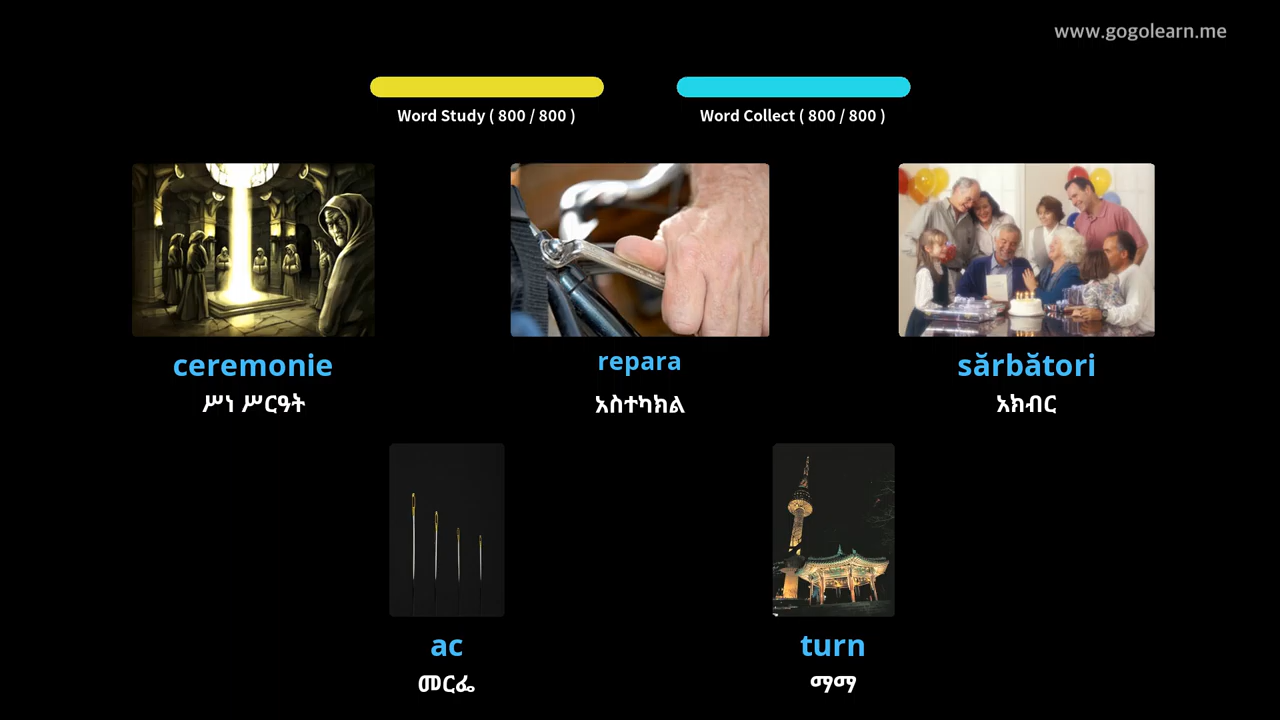 www.gogolearn.me
Word Study ( 800 / 800 )
Word Collect ( 800 / 800 )
ceremonie
repara
sărbători
ሥነ ሥርዓት
አስተካክል
አክብር
ac
turn
መርፌ
ማማ